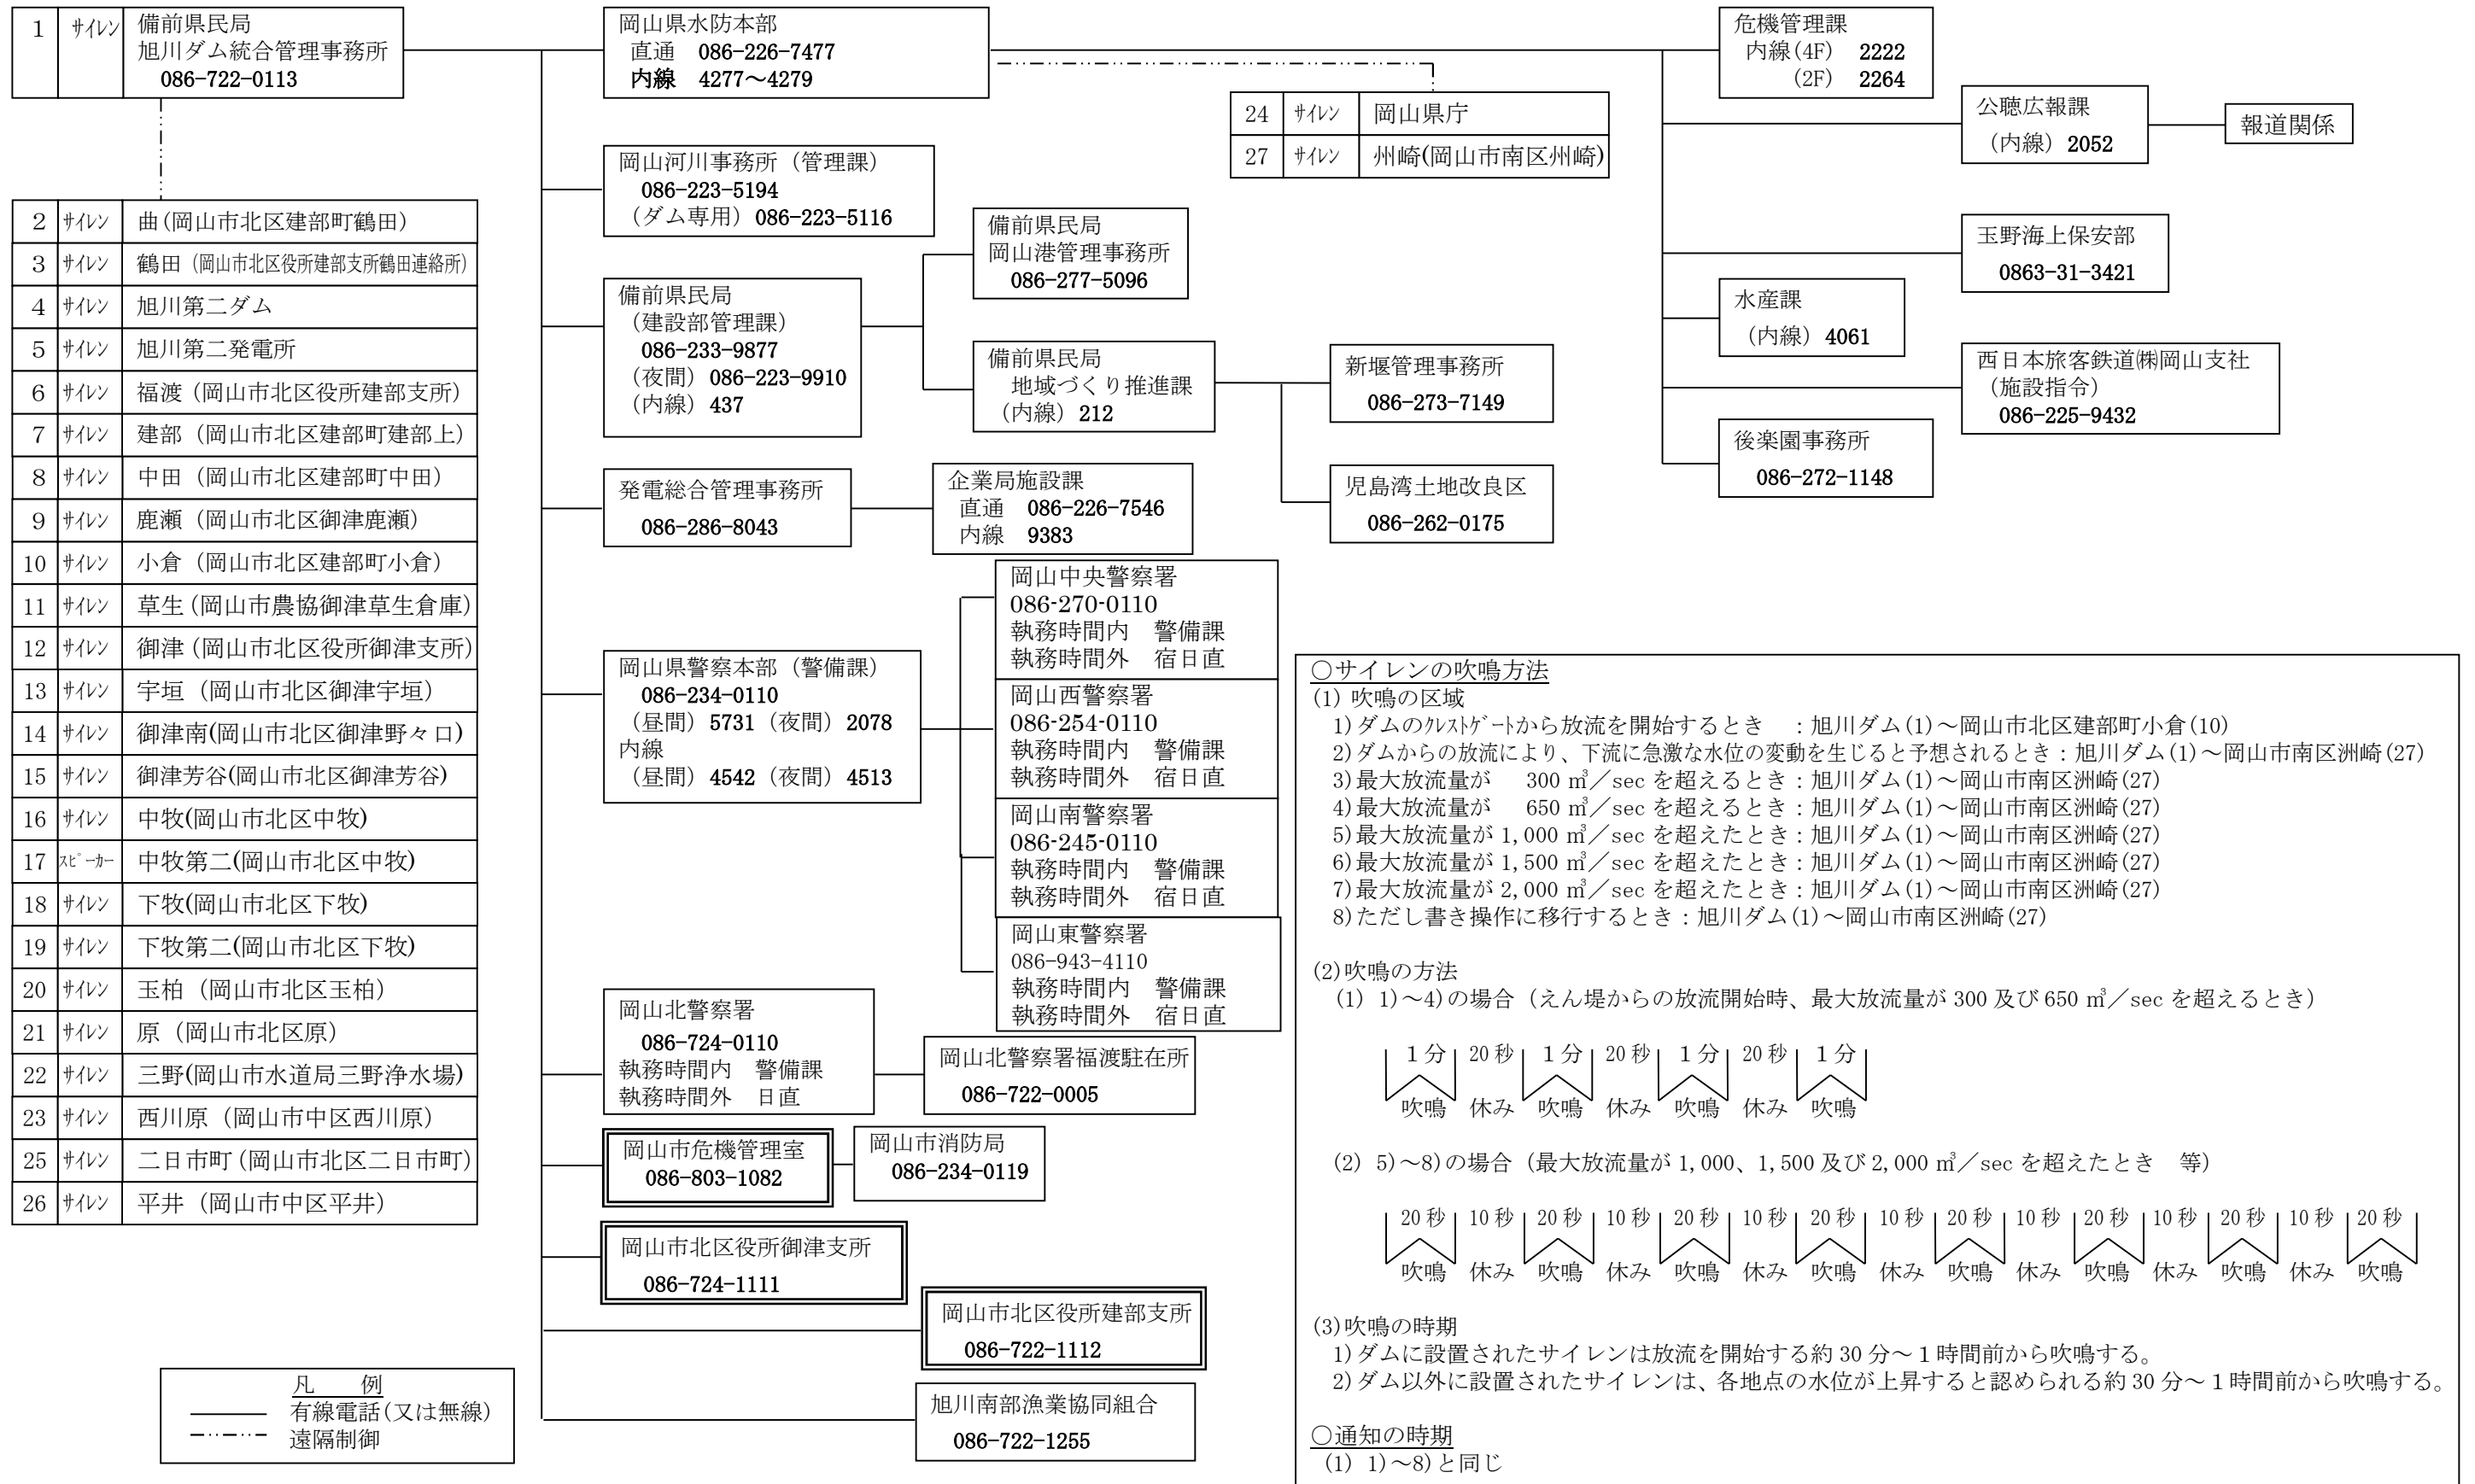 1 サイレン 備前県民局
旭川ダム統合管理事務所
086-722-0113
岡山県水防本部
直通 086-226-7477
内線 4277～4279
危機管理課
内線(4F) 2222
(2F) 2264
公聴広報課
(内線) 2052
報道関係
24 サイレン 岡山県庁
27 サイレン 州崎(岡山市南区州崎)
岡山河川事務所 (管理課)
086-223-5194
(ダム専用) 086-223-5116
備前県民局
岡山港管理事務所
086-277-5096
玉野海上保安部
0863-31-3421
備前県民局
(建設部管理課)
086-233-9877
(夜間) 086-223-9910
(内線) 437
備前県民局
地域づくり推進課
(内線) 212
新堰管理事務所
086-273-7149
水産課
(内線) 4061
西日本旅客鉄道㈱岡山支社
(施設指令)
086-225-9432
後楽園事務所
086-272-1148
児島湾土地改良区
086-262-0175
発電総合管理事務所
086-286-8043
企業局施設課
直通 086-226-7546
内線 9383
2 サイレン 曲(岡山市北区建部町鶴田)
3 サイレン 鶴田 (岡山市北区役所建部支所鶴田連絡所)
4 サイレン 旭川第二ダム
5 サイレン 旭川第二発電所
6 サイレン 福渡 (岡山市北区役所建部支所)
7 サイレン 建部 (岡山市北区建部町建部上)
8 サイレン 中田 (岡山市北区建部町中田)
9 サイレン 鹿瀬 (岡山市北区御津鹿瀬)
10 サイレン 小倉 (岡山市北区建部町小倉)
11 サイレン 草生(岡山市農協御津草生倉庫)
12 サイレン 御津(岡山市北区役所御津支所)
13 サイレン 宇垣 (岡山市北区御津宇垣)
14 サイレン 御津南(岡山市北区御津野々口)
15 サイレン 御津芳谷(岡山市北区御津芳谷)
16 サイレン 中牧(岡山市北区中牧)
17 スピーカー 中牧第二(岡山市北区中牧)
18 サイレン 下牧(岡山市北区下牧)
19 サイレン 下牧第二(岡山市北区下牧)
20 サイレン 玉柏 (岡山市北区玉柏)
21 サイレン 原 (岡山市北区原)
22 サイレン 三野(岡山市水道局三野浄水場)
23 サイレン 西川原 (岡山市中区西川原)
25 サイレン 二日市町(岡山市北区二日市町)
26 サイレン 平井 (岡山市中区平井)
岡山県警察本部 (警備課)
086-234-0110
(昼間) 5731 (夜間) 2078
内線
(昼間) 4542 (夜間) 4513
岡山中央警察署
086-270-0110
執務時間内 警備課
執務時間外 宿日直
岡山西警察署
086-254-0110
執務時間内 警備課
執務時間外 宿日直
岡山南警察署
086-245-0110
執務時間内 警備課
執務時間外 宿日直
岡山東警察署
086-943-4110
執務時間内 警備課
執務時間外 宿日直
岡山北警察署
086-724-0110
執務時間内 警備課
執務時間外 日直
岡山北警察署福渡駐在所
086-722-0005
岡山市危機管理室
086-803-1082
岡山市消防局
086-234-0119
岡山市北区役所御津支所
086-724-1111
岡山市北区役所建部支所
086-722-1112
旭川南部漁業協同組合
086-722-1255
凡 例
有線電話(又は無線)
遠隔制御
○サイレンの吹鳴方法
(1) 吹鳴の区域
1)ダムのクレストゲートから放流を開始するとき ：旭川ダム(1)～岡山市北区建部町小倉(10)
2)ダムからの放流により、下流に急激な水位の変動を生じると予想されるとき：旭川ダム(1)～岡山市南区洲崎(27)
3)最大放流量が 300 ㎥／sec を超えるとき：旭川ダム(1)～岡山市南区洲崎(27)
4)最大放流量が 650 ㎥／sec を超えるとき：旭川ダム(1)～岡山市南区洲崎(27)
5)最大放流量が 1,000 ㎥／sec を超えたとき：旭川ダム(1)～岡山市南区洲崎(27)
6)最大放流量が 1,500 ㎥／sec を超えたとき：旭川ダム(1)～岡山市南区洲崎(27)
7)最大放流量が 2,000 ㎥／sec を超えたとき：旭川ダム(1)～岡山市南区洲崎(27)
8)ただし書き操作に移行するとき：旭川ダム(1)～岡山市南区洲崎(27)
(2)吹鳴の方法
(1) 1)～4)の場合 (えん堤からの放流開始時、最大放流量が 300 及び 650 ㎥／sec を超えるとき)
1分 20秒 1分 20秒 1分 20秒 1分
吹鳴 休み 吹鳴 休み 吹鳴 休み 吹鳴
(2) 5)～8)の場合 (最大放流量が 1,000、1,500 及び 2,000 ㎥／sec を超えたとき 等)
20秒 10秒 20秒 10秒 20秒 10秒 20秒 10秒 20秒 10秒 20秒 10秒 20秒 10秒 20秒
吹鳴 休み 吹鳴 休み 吹鳴 休み 吹鳴 休み 吹鳴 休み 吹鳴 休み 吹鳴 休み 吹鳴
(3)吹鳴の時期
1)ダムに設置されたサイレンは放流を開始する約 30 分～1時間前から吹鳴する。
2)ダム以外に設置されたサイレンは、各地点の水位が上昇すると認められる約 30 分～1時間前から吹鳴する。
○通知の時期
(1) 1)～8)と同じ